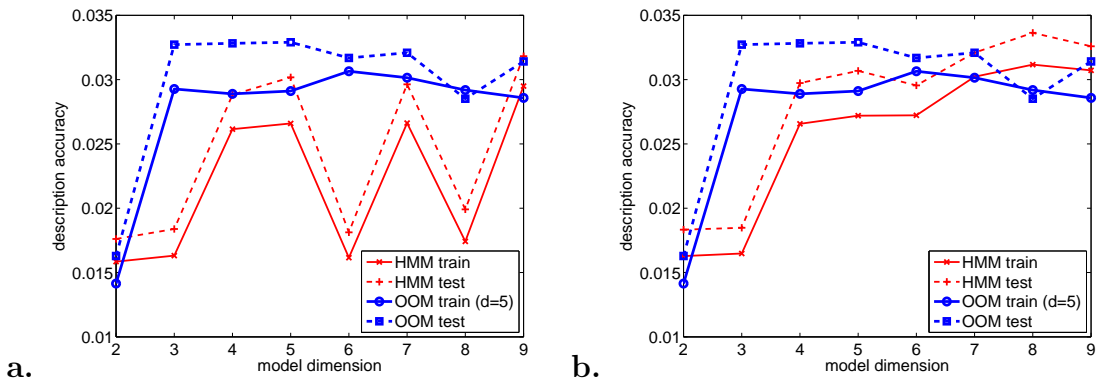 0.035
0.03
0.025
0.02
0.015
0.01
description accuracy
2 3 4 5 6 7 8 9
model dimension
HMM train
HMM test
OOM train (d=5)
OOM test
a.
0.035
0.03
0.025
0.02
0.015
0.01
description accuracy
2 3 4 5 6 7 8 9
model dimension
HMM train
HMM test
OOM train (d=5)
OOM test
b.